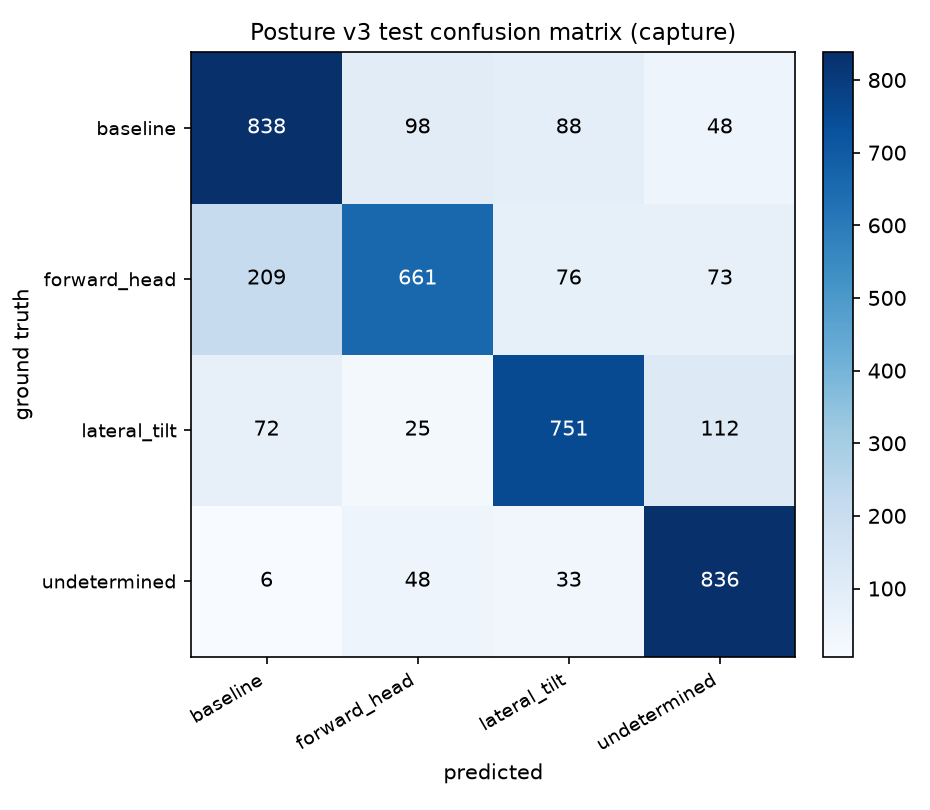 Posture v3 test confusion matrix (capture)
baseline 838 98 88 48
forward_head 209 661 76 73
lateral_tilt 72 25 751 112
undetermined 6 48 33 836
baseline forward_head lateral_tilt undetermined
predicted
ground truth
800
700
600
500
400
300
200
100